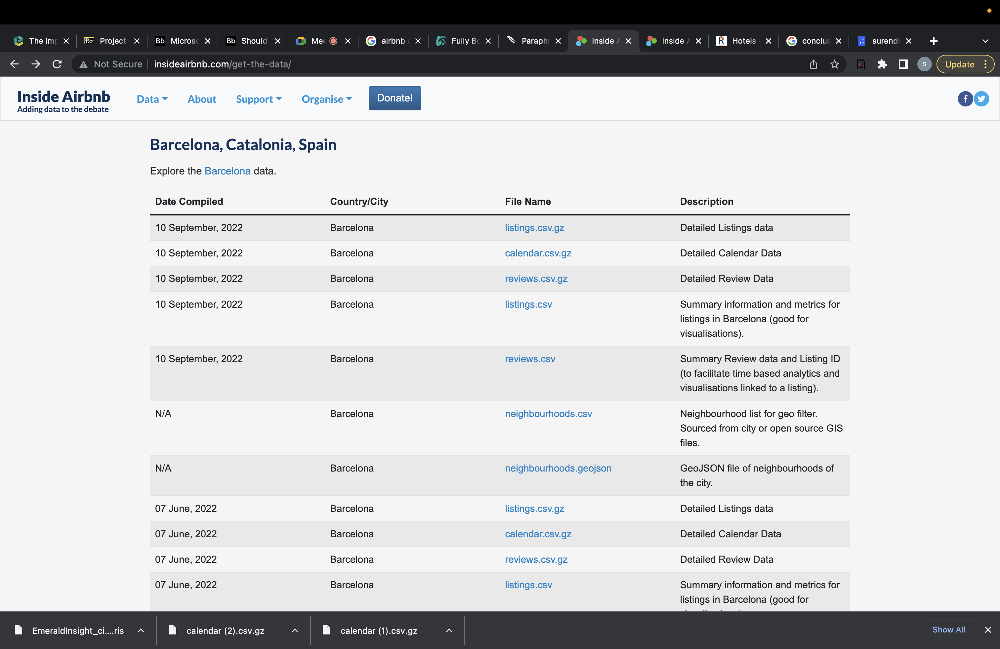 The imp
Project
Microso
Should
Mee
airbnb a
Fully Bo
Paraphr
Inside A
Inside A
Hotels v
conclus
surendh
Not Secure insideairbnb.com/get-the-data/
S
Update
Inside Airbnb
Adding data to the debate
Data About Support Organise Donate!
Barcelona, Catalonia, Spain
Explore the Barcelona data.
Date Compiled Country/City File Name Description
10 September, 2022 Barcelona listings.csv.gz Detailed Listings data
10 September, 2022 Barcelona calendar.csv.gz Detailed Calendar Data
10 September, 2022 Barcelona reviews.csv.gz Detailed Review Data
10 September, 2022 Barcelona listings.csv Summary information and metrics for
listings in Barcelona (good for
visualisations).
10 September, 2022 Barcelona reviews.csv Summary Review data and Listing ID
(to facilitate time based analytics and
visualisations linked to a listing).
N/A Barcelona neighbourhoods.csv Neighbourhood list for geo filter.
Sourced from city or open source GIS
files.
N/A Barcelona neighbourhoods.geojson GeoJSON file of neighbourhoods of
the city.
07 June, 2022 Barcelona listings.csv.gz Detailed Listings data
07 June, 2022 Barcelona calendar.csv.gz Detailed Calendar Data
07 June, 2022 Barcelona reviews.csv.gz Detailed Review Data
07 June, 2022 Barcelona listings.csv Summary information and metrics for
listings in Barcelona (good for
EmeraldInsight_ci....ris
calendar (2).csv.gz
calendar (1).csv.gz
Show All